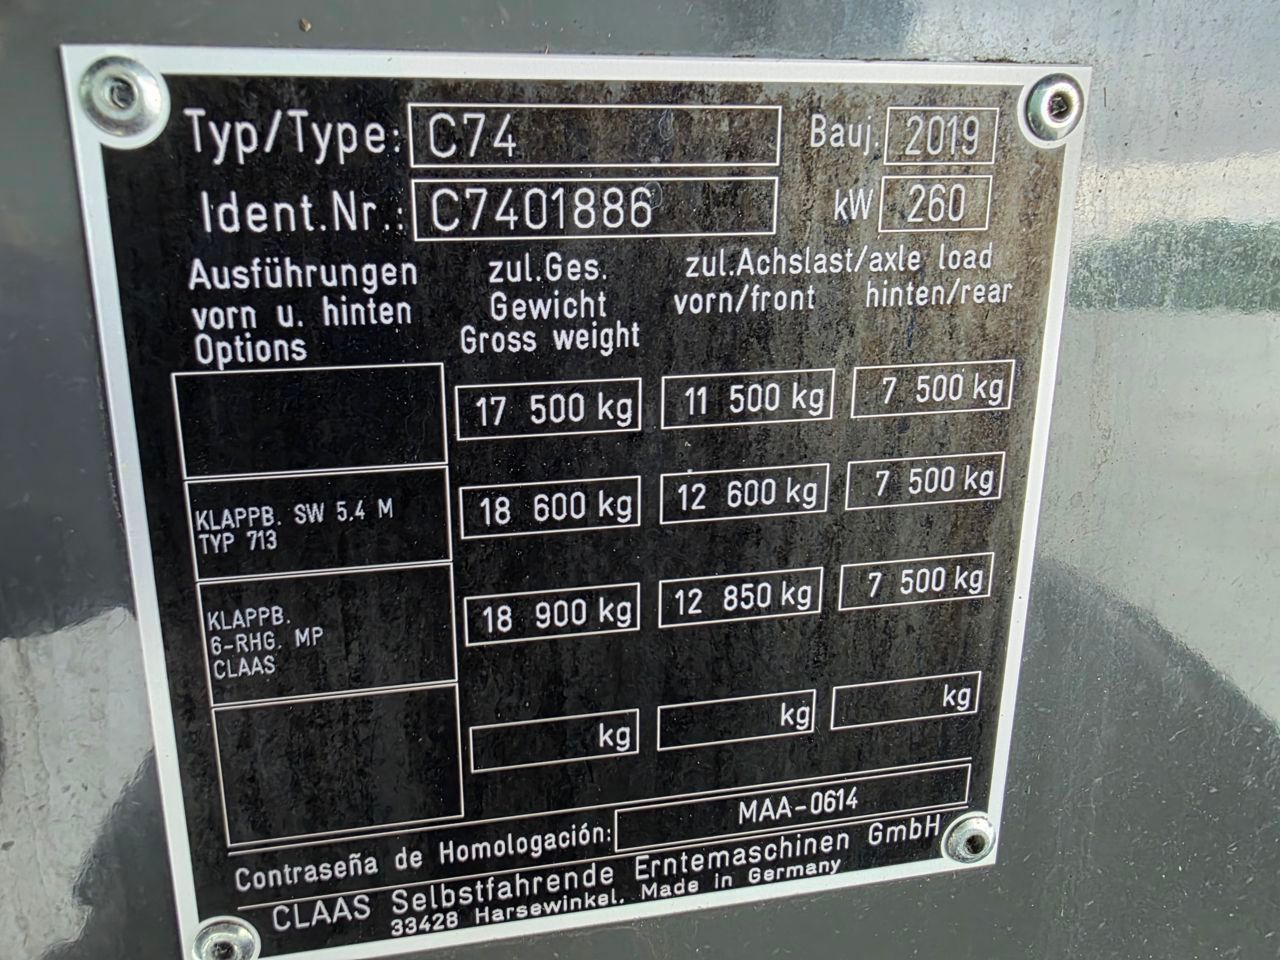 Typ/Type: C74 Bauj. 2019
Ident.Nr.: C7401886 kW 260
Ausführungen zul.Ges. zul.Achslast/axle load
vorn u. hinten Gewicht vorn/front hinten/rear
Options Gross weight
17 500 kg 11 500 kg 7 500 kg
KLAPPB. SW 5,4 M 18 600 kg 12 600 kg 7 500 kg
TYP 713
KLAPPB. 18 900 kg 12 850 kg 7 500 kg
6-RHG. MP
CLAAS
kg kg kg
Contraseña de Homologación: MAA-0614
CLAAS Selbstfahrende Erntemaschinen GmbH
33428 Harsewinkel, Made in Germany